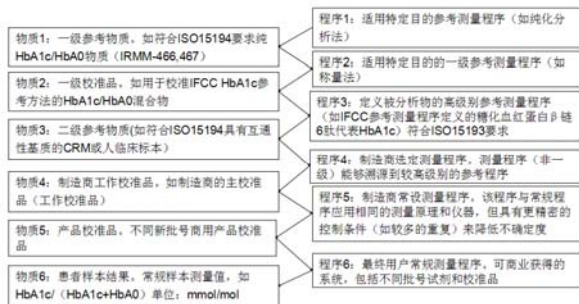 物质1：一级参考物质，如符合ISO15194要求纯
HbA1c/HbA0物质（IRMM-466,467）
物质2：一级校准品，如用于校准IFCC HbA1c参
考方法的HbA1c/HbA0混合物
物质3：二级参考物质(如符合ISO15194具有互通
性基质的CRM或人临床标本）
物质4：制造商工作校准品，如制造商的主校准
品（工作校准品）
物质5：产品校准品，不同新批号商用产品校准
品
物质6：患者样本结果，常规样本测量值，如
HbA1c/（HbA1c+HbA0）单位：mmol/mol
程序1：适用特定目的参考测量程序（如纯化分
析法）
程序2：适用特定目的的一级参考测量程序（如
称量法）
程序3：定义被分析物的高级别参考测量程序
（如IFCC参考测量程序定义的糖化血红蛋白β链
6肽代表HbA1c）符合ISO15193要求
程序4：制造商选定测量程序，测量程序（非一
级）能够溯源到较高级别的参考程序
程序5：制造商常设测量程序，该程序与常规程
序应用相同的测量原理和仪器，但具有更精密的
控制条件（如较多的重复）来降低不确定度
程序6：最终用户常规测量程序，可商业获得的
系统，包括不同批号试剂和校准品